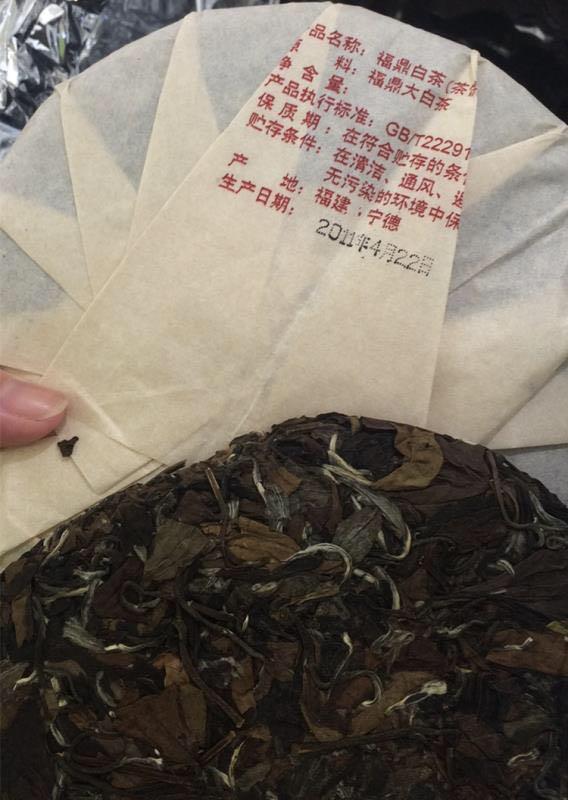 品名称：福鼎白茶(茶
料：福鼎大白茶
净含量：
产品执行标准：GB/T22291
保质期：在符合贮存的条
贮存条件：在清洁、通风、避
无污染的环境中保
产地：福建；宁德
生产日期：2011年4月22日